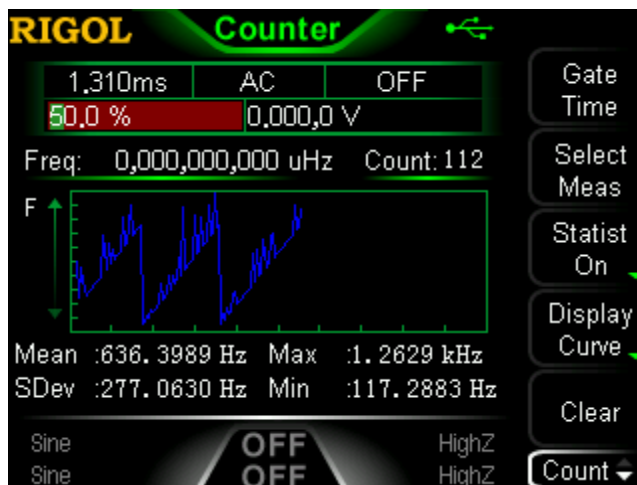 RIGOL Counter
1.310ms AC OFF
50.0 % 0.000,0 V
Freq: 0,000,000,000 uHz Count: 112
F
Mean :636.3989 Hz Max :1.2629 kHz
SDev :277.0630 Hz Min :117.2883 Hz
Sine OFF HighZ
Sine OFF HighZ
Gate
Time
Select
Meas
Statist
On
Display
Curve
Clear
Count